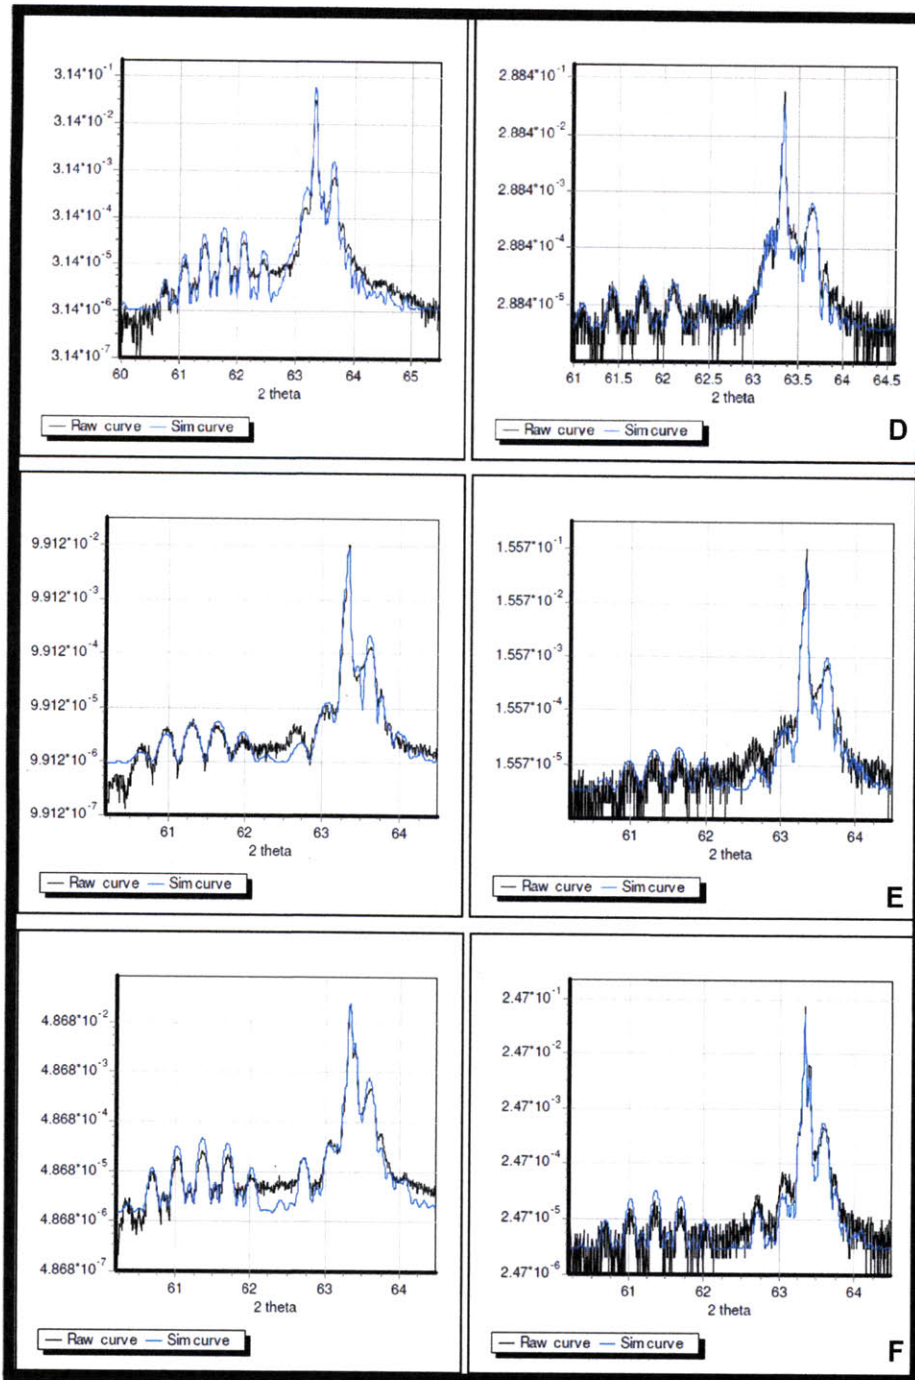 3.14*10-1
3.14*10-2
3.14*10-3
3.14*10-4
3.14*10-5
3.14*10-6
3.14*10-7
60 61 62 63 64 65
2 theta
Raw curve Sim curve
2.884*10-1
2.884*10-2
2.884*10-3
2.884*10-4
2.884*10-5
61 61.5 62 62.5 63 63.5 64 64.5
2 theta
Raw curve Sim curve
D
9.912*10-2
9.912*10-3
9.912*10-4
9.912*10-5
9.912*10-6
9.912*10-7
61 62 63 64
2 theta
Raw curve Sim curve
1.557*10-1
1.557*10-2
1.557*10-3
1.557*10-4
1.557*10-5
61 62 63 64
2 theta
Raw curve Sim curve
E
4.868*10-2
4.868*10-3
4.868*10-4
4.868*10-5
4.868*10-6
4.868*10-7
61 62 63 64
2 theta
Raw curve Sim curve
2.47*10-1
2.47*10-2
2.47*10-3
2.47*10-4
2.47*10-5
2.47*10-6
61 62 63 64
2 theta
Raw curve Sim curve
F